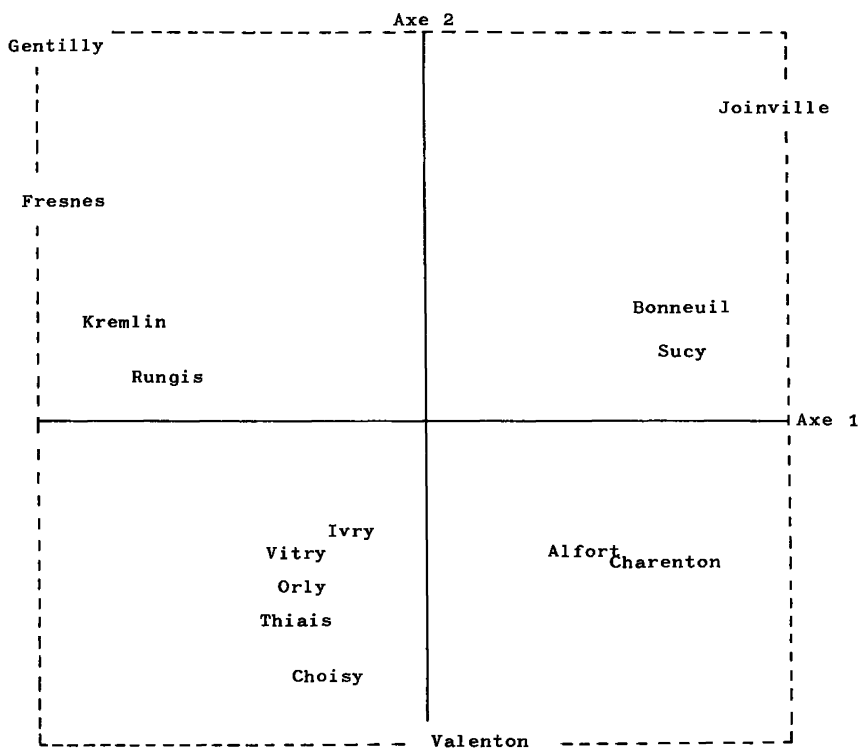 Axe 2
Gentilly
Joinville
Fresnes
Bonneuil
Kremlin
Sucy
Rungis
Axe 1
Ivry
Vitry
Alfort
Charenton
Orly
Thiais
Choisy
Valenton